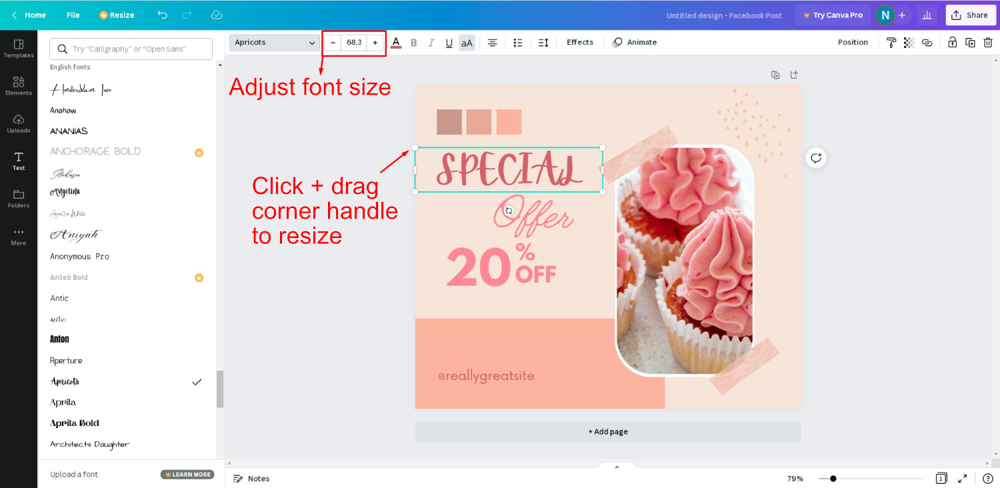 Home File Resize Untitled design - Facebook Post Try Canva Pro N + Share
Templates
Elements
Uploads
Text
Folders
More
Try “Calligraphy” or “Open Sans”
English fonts
Amsterdam Two
Anahaw
ANANIAS
ANCHORAGE BOLD
Andasia
Angelina
Angella White
Aniyah
Anonymous Pro
Anteb Bold
Antic
ANTIO
Anton
Aperture
Apricots
Aprila
Aprila Bold
Architects Daughter
Upload a font LEARN MORE
Apricots – 68,3 + A B I U aA Effects Animate Position
Adjust font size
Click + drag
corner handle
to resize
SPECIAL
Offer
20%
OFF
@reallygreatsite
+ Add page
Notes 79% 1 ?